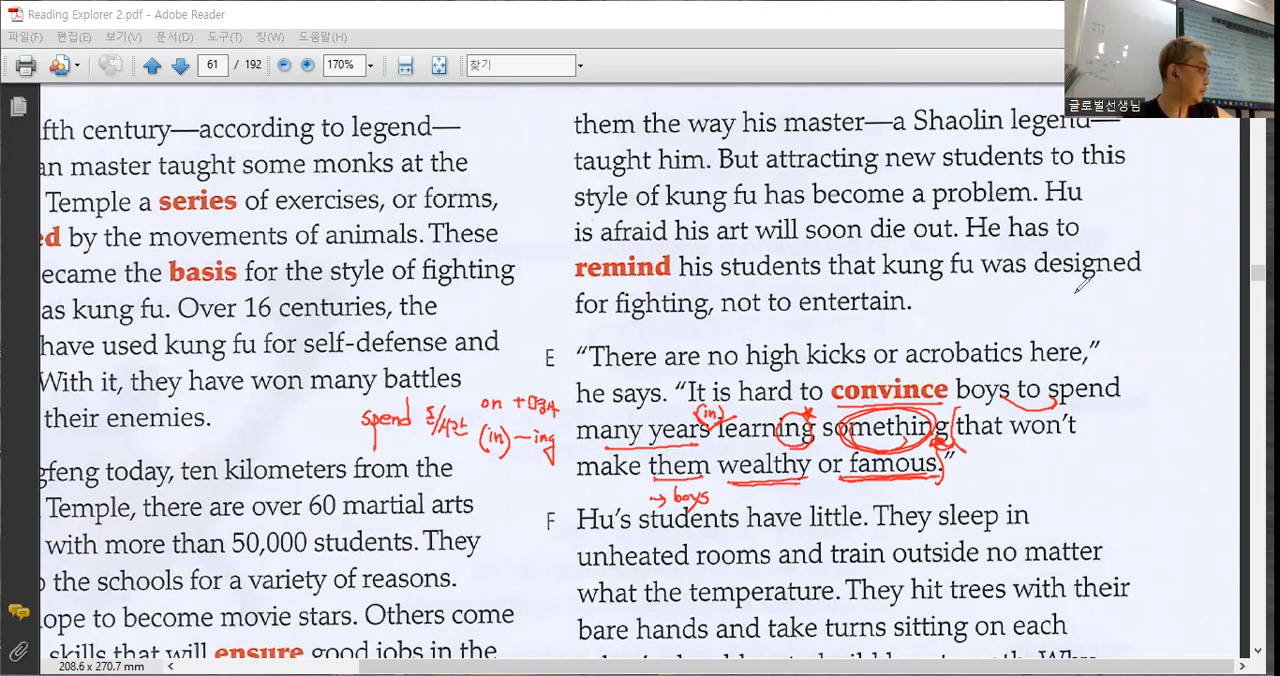 Reading Explorer 2.pdf - Adobe Reader
파일(F) 편집(E) 보기(V) 문서(D) 도구(T) 창(W) 도움말(H)
61 / 192 170% 찾기
글로벌선생님
fth century—according to legend—
an master taught some monks at the
Temple a series of exercises, or forms,
ed by the movements of animals. These
ecame the basis for the style of fighting
as kung fu. Over 16 centuries, the
have used kung fu for self-defense and
With it, they have won many battles
their enemies.
spend 돈/시간
on + 명사
(in) ~ing
gfeng today, ten kilometers from the
Temple, there are over 60 martial arts
with more than 50,000 students. They
the schools for a variety of reasons.
ope to become movie stars. Others come
skills that will ensure good jobs in the
them the way his master—a Shaolin legend—
taught him. But attracting new students to this
style of kung fu has become a problem. Hu
is afraid his art will soon die out. He has to
remind his students that kung fu was designed
for fighting, not to entertain.
E “There are no high kicks or acrobatics here,”
he says. “It is hard to convince boys to spend
(in)
many years learning something that won’t
make them wealthy or famous.”
→ boys
F Hu’s students have little. They sleep in
unheated rooms and train outside no matter
what the temperature. They hit trees with their
bare hands and take turns sitting on each
208.6 x 270.7 mm